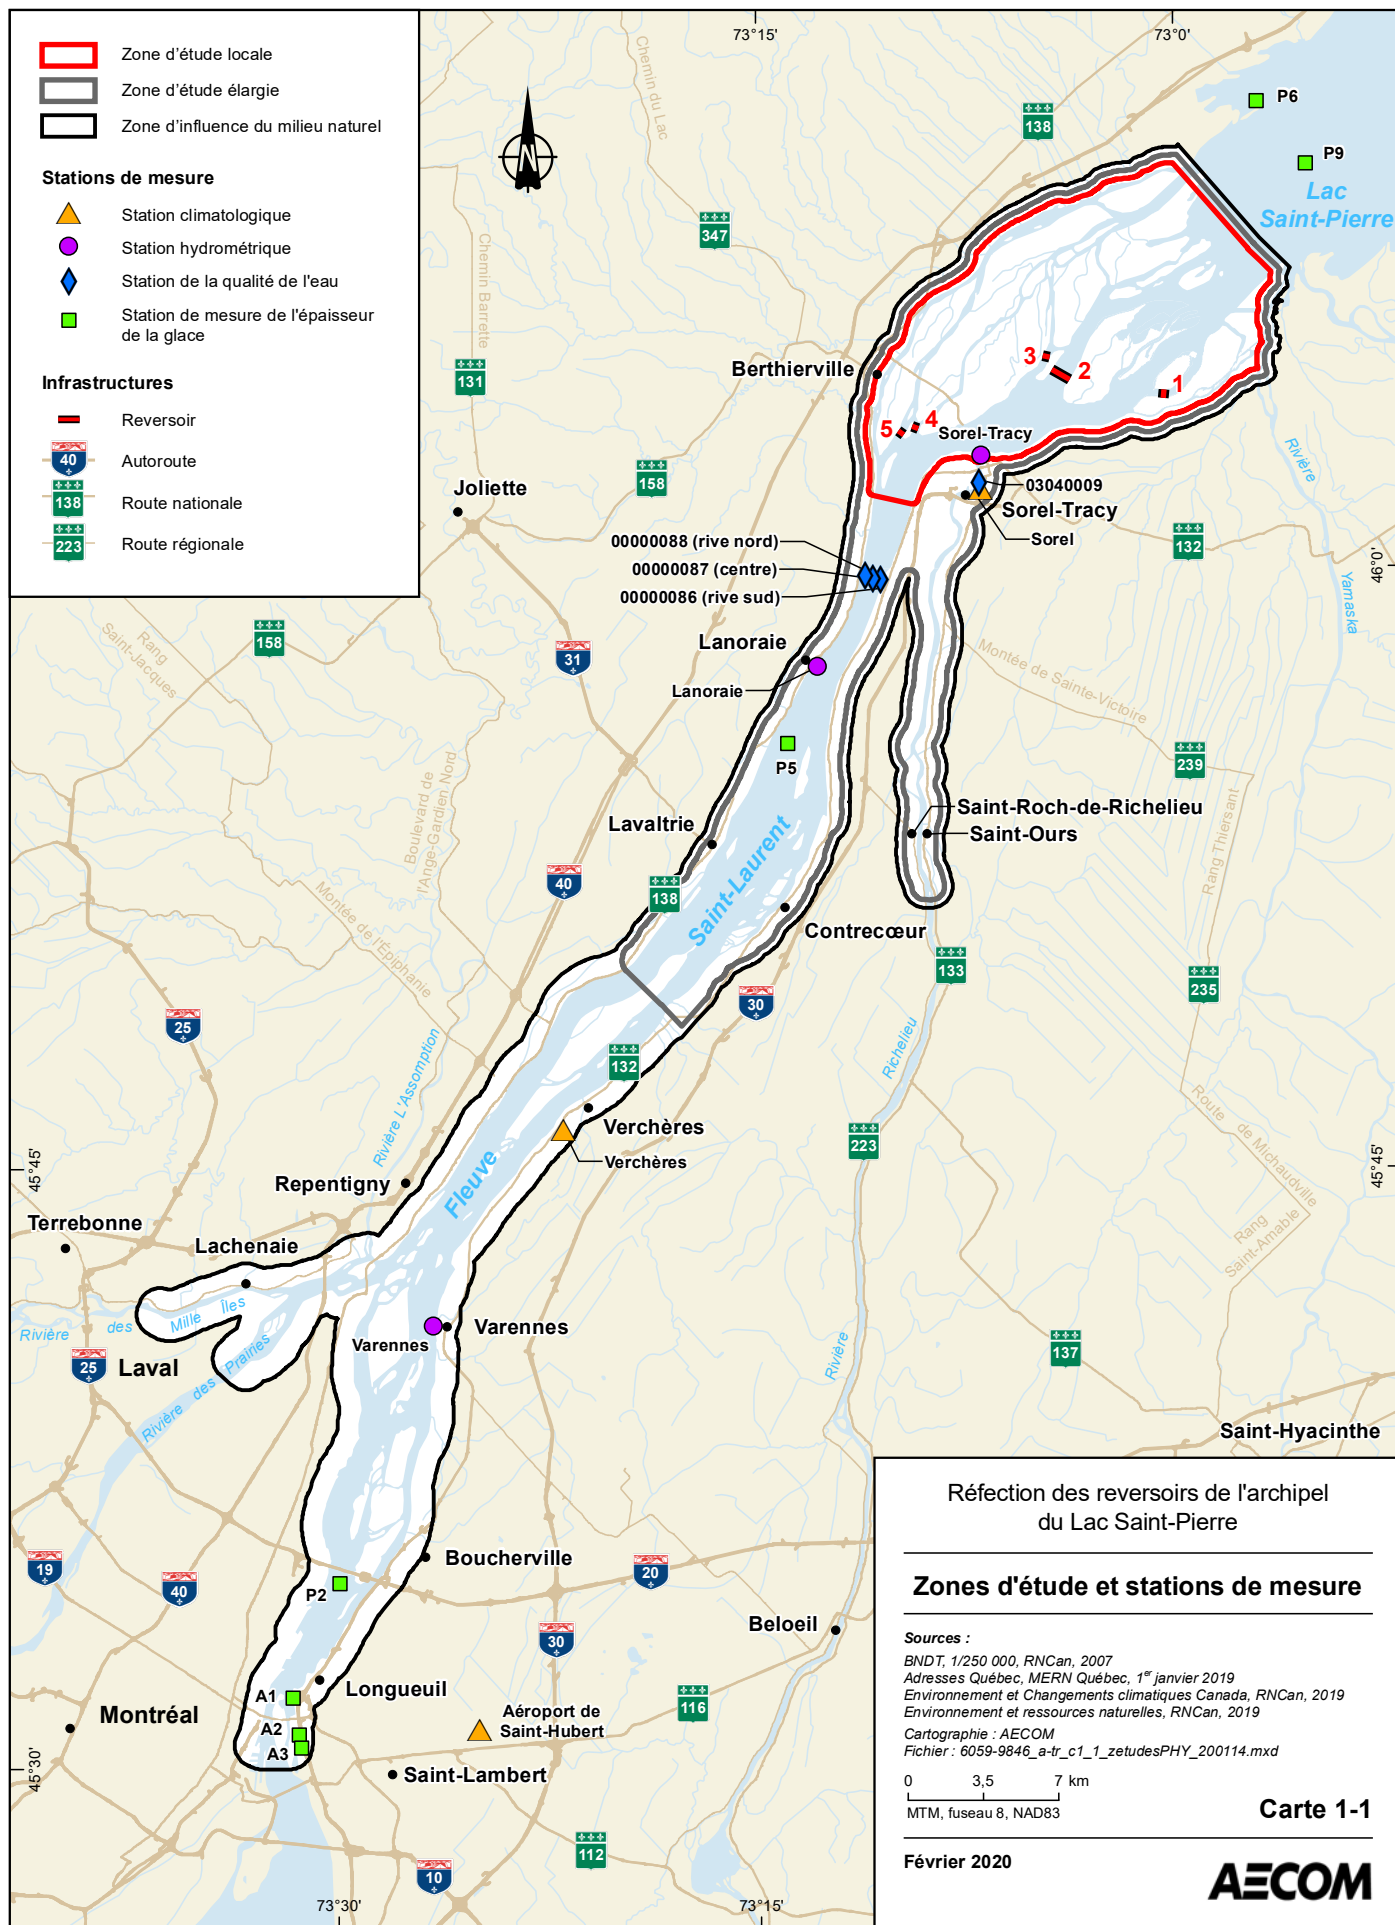 Zone d'étude locale
Zone d'étude élargie
Zone d'influence du milieu naturel
Stations de mesure
Station climatologique
Station hydrométrique
Station de la qualité de l'eau
Station de mesure de l'épaisseur
de la glace
Infrastructures
Reversoir
40 Autoroute
138 Route nationale
223 Route régionale
73°15'
73°0'
N
Chemin du Lac
138
P6
P9
Lac
Saint-Pierre
347
Chemin Barrette
131
Berthierville
3
2
1
5
4
Sorel-Tracy
Rivière
Yamaska
158
Joliette
03040009
Sorel-Tracy
Sorel
132
46°0'
00000088 (rive nord)
00000087 (centre)
00000086 (rive sud)
158
Rang
Saint-Jacques
31
Lanoraie
Lanoraie
Montée de Sainte-Victoire
239
P5
Boulevard de
l'Ange-Gardien Nord
Lavaltrie
Saint-Roch-de-Richelieu
Saint-Ours
Rang Thiersant
40
138
Saint-Laurent
Montée de l'Épiphanie
Contrecœur
133
235
25
30
Rivière L'Assomption
132
Richelieu
Route de Michaudville
Verchères
Verchères
223
45°45'
45°45'
Fleuve
Repentigny
Terrebonne
Lachenaie
Rang
Saint-Amable
Rivière des Mille Îles
Varennes
Varennes
25
Laval
Rivière des Prairies
Rivière
137
Saint-Hyacinthe
19
40
Boucherville
P2
20
Beloeil
30
Longueuil
A1
A2
A3
Montréal
Aéroport de
Saint-Hubert
116
Saint-Lambert
45°30'
112
10
73°30'
73°15'
Réfection des reversoirs de l'archipel
du Lac Saint-Pierre
Zones d'étude et stations de mesure
Sources :
BNDT, 1/250 000, RNCan, 2007
Adresses Québec, MERN Québec, 1er janvier 2019
Environnement et Changements climatiques Canada, RNCan, 2019
Environnement et ressources naturelles, RNCan, 2019
Cartographie : AECOM
Fichier : 6059-9846_a-tr_c1_1_zetudesPHY_200114.mxd
0 3,5 7 km
MTM, fuseau 8, NAD83
Carte 1-1
Février 2020
AECOM